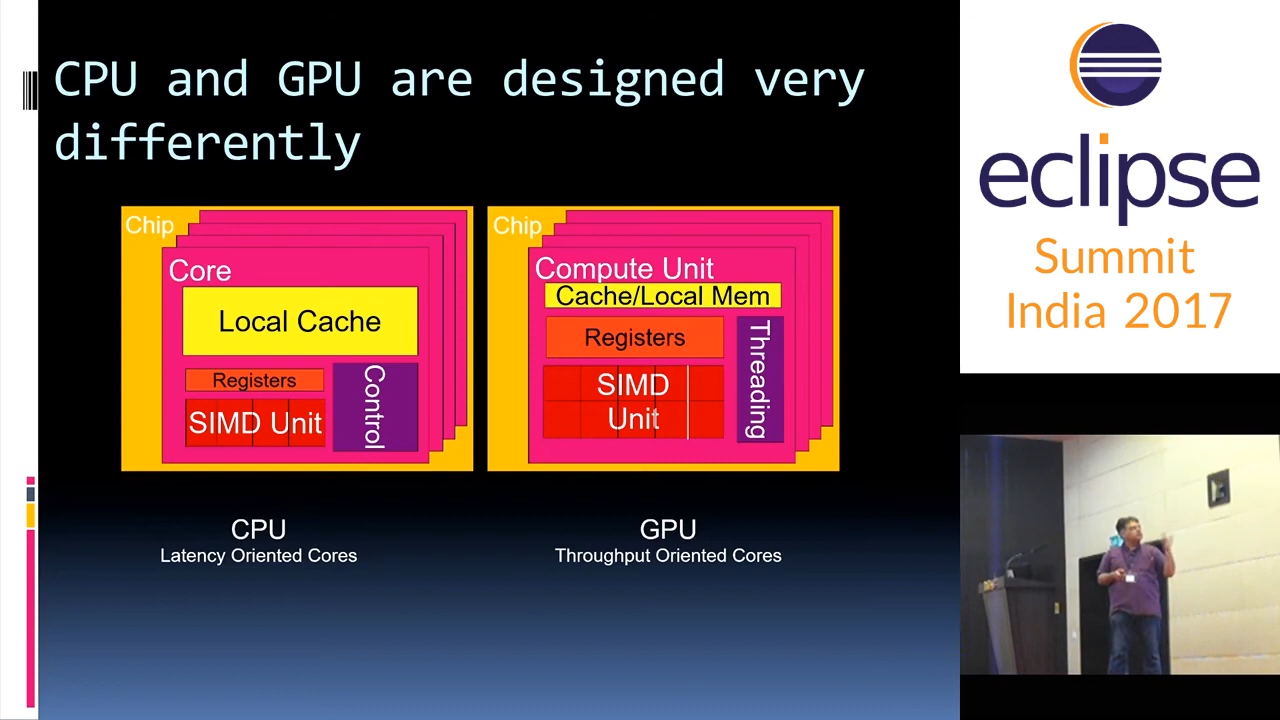 CPU and GPU are designed very
differently
Chip
Core
Local Cache
Registers
SIMD Unit
Control
CPU
Latency Oriented Cores
Chip
Compute Unit
Cache/Local Mem
Registers
SIMD
Unit
Threading
GPU
Throughput Oriented Cores
eclipse
Summit
India 2017